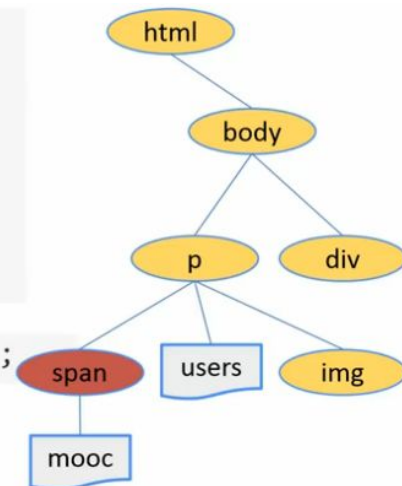 html
body
p
div
;
span
users
img
mooc